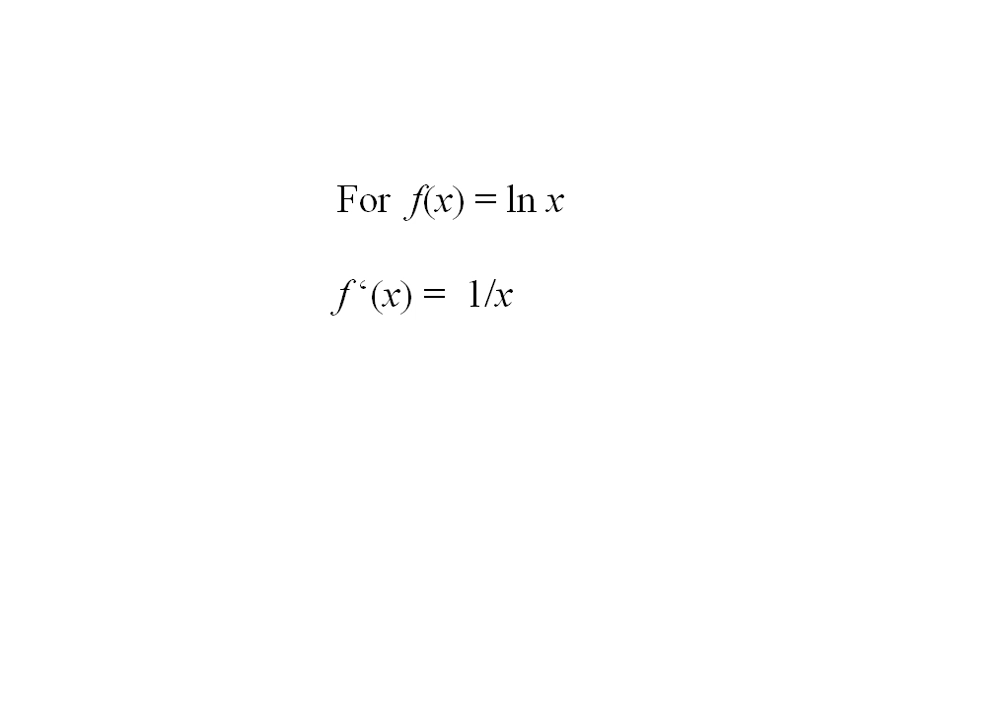 For f(x) = ln x
f ‘(x) = 1/x